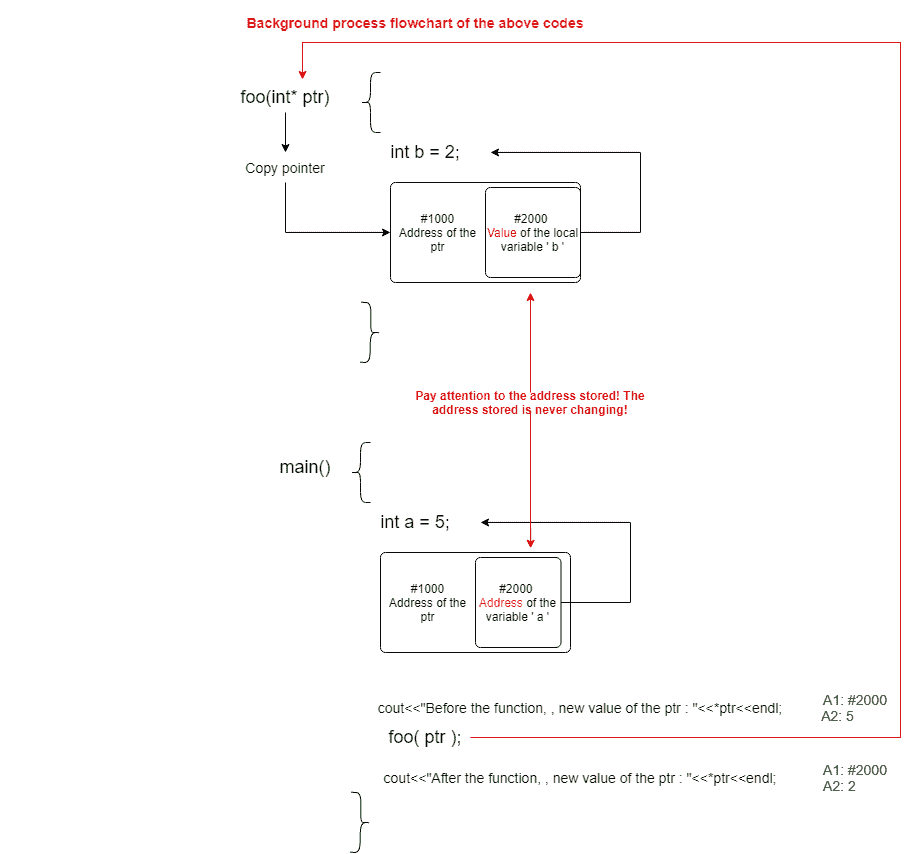 Background process flowchart of the above codes
foo(int* ptr)
int b = 2;
Copy pointer
#1000
Address of the
ptr
#2000
Value of the local
variable ' b '
Pay attention to the address stored! The
address stored is never changing!
main()
int a = 5;
#1000
Address of the
ptr
#2000
Address of the
variable ' a '
cout<<"Before the function, , new value of the ptr : "<<*ptr<<endl;
A1: #2000
A2: 5
foo( ptr );
cout<<"After the function, , new value of the ptr : "<<*ptr<<endl;
A1: #2000
A2: 2